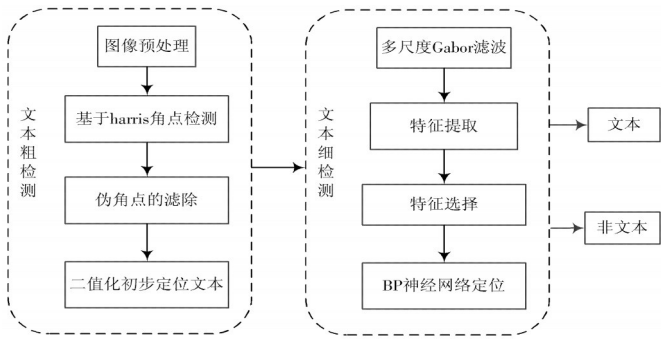 文本粗检测
图像预处理
基于harris角点检测
伪角点的滤除
二值化初步定位文本
文本细检测
多尺度Gabor滤波
特征提取
特征选择
BP神经网络定位
文本
非文本